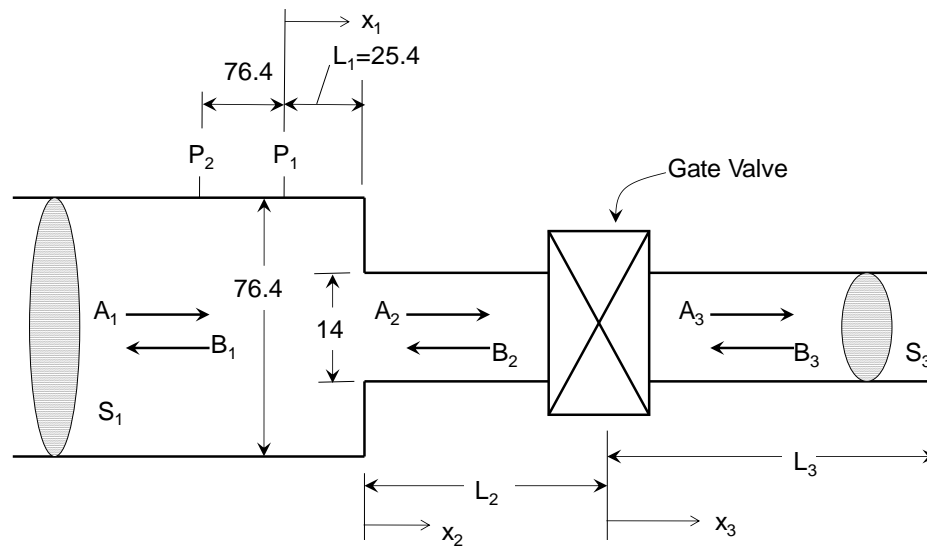 x₁
L₁=25.4
76.4
P₂
P₁
Gate Valve
76.4
14
A₁
B₁
S₁
A₂
B₂
A₃
B₃
S₃
L₂
L₃
x₂
x₃